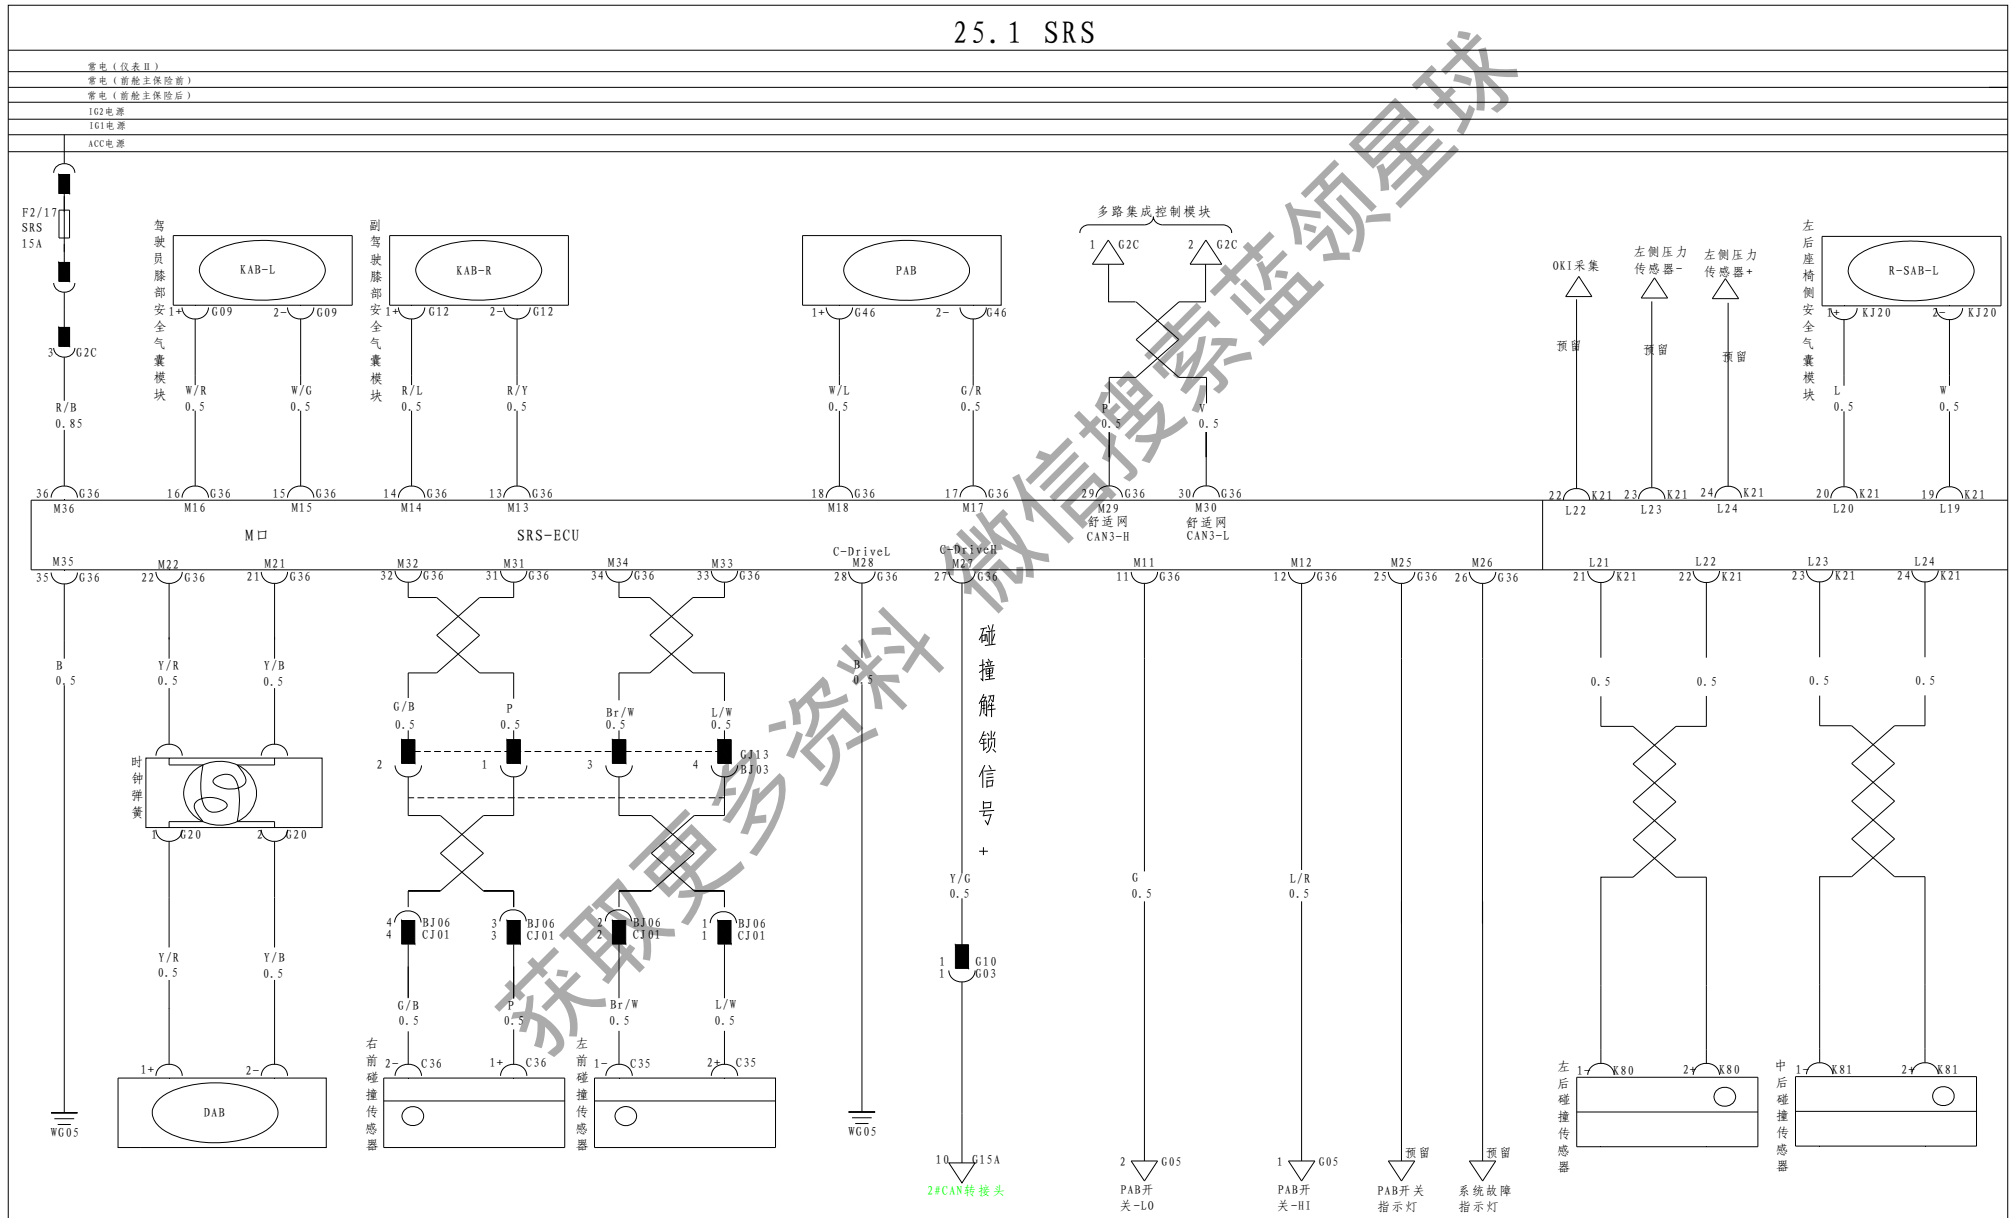 25.1 SRS
常电(仪表Ⅱ)
常电(前舱主保险前)
常电(前舱主保险后)
IG2电源
IG1电源
ACC电源
F2/17
SRS
15A
3 G2C
R/B
0.85
驾驶员膝部安全气囊模块
KAB-L
1+ G09
2- G09
W/R
0.5
W/G
0.5
副驾驶膝部安全气囊模块
KAB-R
1+ G12
2- G12
R/L
0.5
R/Y
0.5
PAB
1+ G46
2- G46
W/L
0.5
G/R
0.5
多路集成控制模块
1 G2C
2 G2C
P
0.5
V
0.5
OKI采集
预留
左侧压力
传感器-
预留
左侧压力
传感器+
预留
左后座椅侧安全气囊模块
R-SAB-L
1+ KJ20
2- KJ20
L
0.5
W
0.5
36 G36
16 G36
15 G36
14 G36
13 G36
18 G36
17 G36
29 G36
30 G36
22 K21
23 K21
24 K21
20 K21
19 K21
M36
M16
M15
M14
M13
M18
M17
M29
舒适网
CAN3-H
M30
舒适网
CAN3-L
L22
L23
L24
L20
L19
M口
SRS-ECU
C-DriveL
C-DriveH
M35
M22
M21
M32
M31
M34
M33
M28
M27
M11
M12
M25
M26
L21
L22
L23
L24
35 G36
22 G36
21 G36
32 G36
31 G36
34 G36
33 G36
28 G36
27 G36
11 G36
12 G36
25 G36
26 G36
21 K21
22 K21
23 K21
24 K21
B
0.5
WG05
Y/R
0.5
Y/B
0.5
时钟弹簧
1 G20
2 G20
Y/R
0.5
Y/B
0.5
1+
2-
DAB
G/B
0.5
P
0.5
Br/W
0.5
L/W
0.5
2
1
3
4
GJ13
BJ03
4 BJ06
4 CJ01
3 BJ06
3 CJ01
2 BJ06
2 CJ01
1 BJ06
1 CJ01
G/B
0.5
P
0.5
Br/W
0.5
L/W
0.5
右前碰撞传感器
2- C36
1+ C36
左前碰撞传感器
1- C35
2+ C35
B
0.5
WG05
碰撞解锁信号+
Y/G
0.5
1 G10
1 G03
10 G15A
2#CAN转接头
G
0.5
2 G05
PAB开
关-LO
L/R
0.5
1 G05
PAB开
关-HI
预留
PAB开关
指示灯
预留
系统故障
指示灯
0.5
0.5
0.5
0.5
左后碰撞传感器
1- K80
2+ K80
中后碰撞传感器
1- K81
2+ K81
获取更多资料 微信搜索蓝领星球